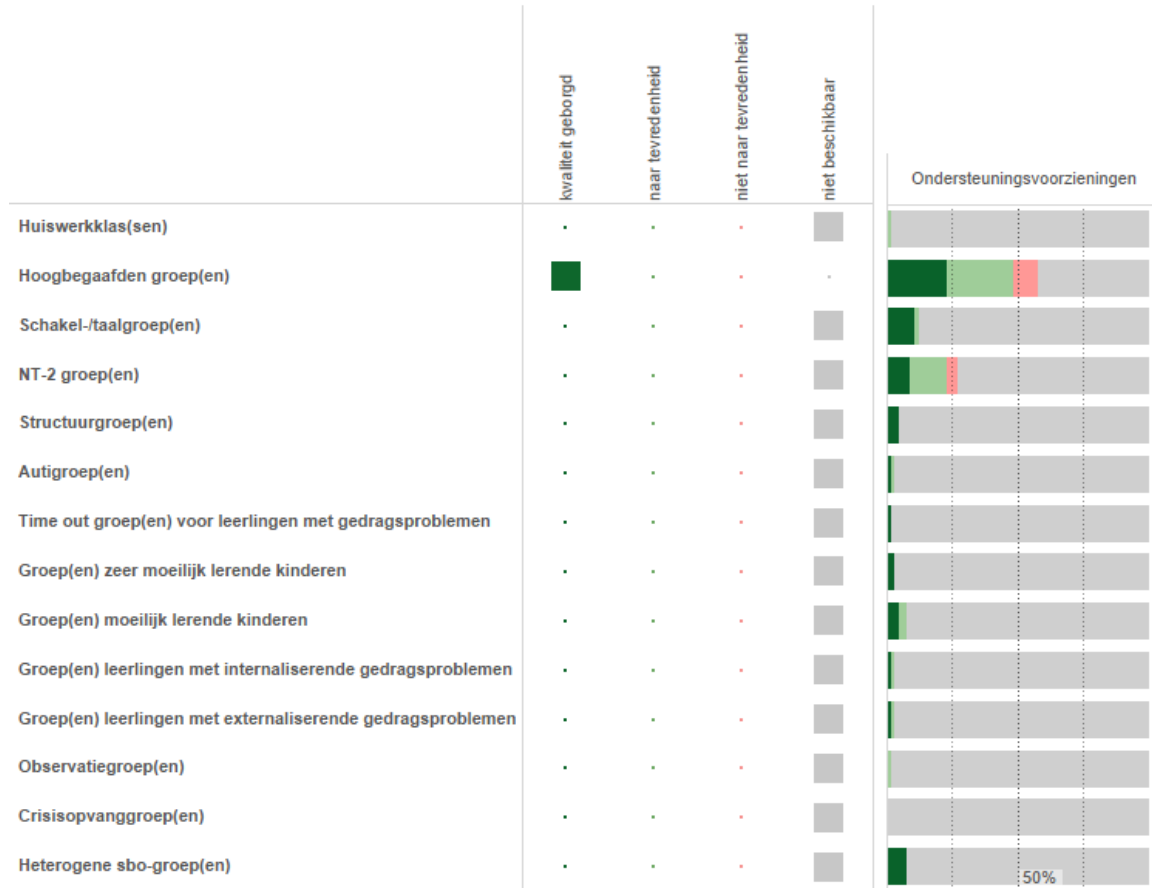 kwaliteit geborgd
naar tevredenheid
niet naar tevredenheid
niet beschikbaar
Ondersteuningsvoorzieningen
Huiswerkklas(sen)
Hoogbegaafden groep(en)
Schakel-/taalgroep(en)
NT-2 groep(en)
Structuurgroep(en)
Autigroep(en)
Time out groep(en) voor leerlingen met gedragsproblemen
Groep(en) zeer moeilijk lerende kinderen
Groep(en) moeilijk lerende kinderen
Groep(en) leerlingen met internaliserende gedragsproblemen
Groep(en) leerlingen met externaliserende gedragsproblemen
Observatiegroep(en)
Crisisopvanggroep(en)
Heterogene sbo-groep(en)
50%